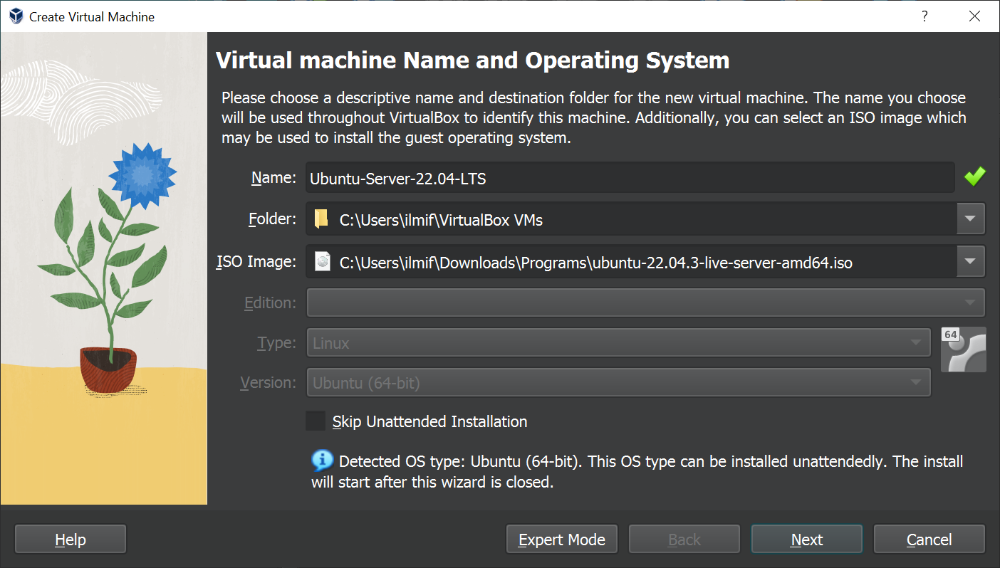 Create Virtual Machine
?
Virtual machine Name and Operating System
Please choose a descriptive name and destination folder for the new virtual machine. The name you choose
will be used throughout VirtualBox to identify this machine. Additionally, you can select an ISO image which
may be used to install the guest operating system.
Name: Ubuntu-Server-22.04-LTS
Folder: C:\Users\ilmif\VirtualBox VMs
ISO Image: C:\Users\ilmif\Downloads\Programs\ubuntu-22.04.3-live-server-amd64.iso
Edition:
Type: Linux 64
Version: Ubuntu (64-bit)
Skip Unattended Installation
Detected OS type: Ubuntu (64-bit). This OS type can be installed unattendedly. The install
will start after this wizard is closed.
Help Expert Mode Back Next Cancel